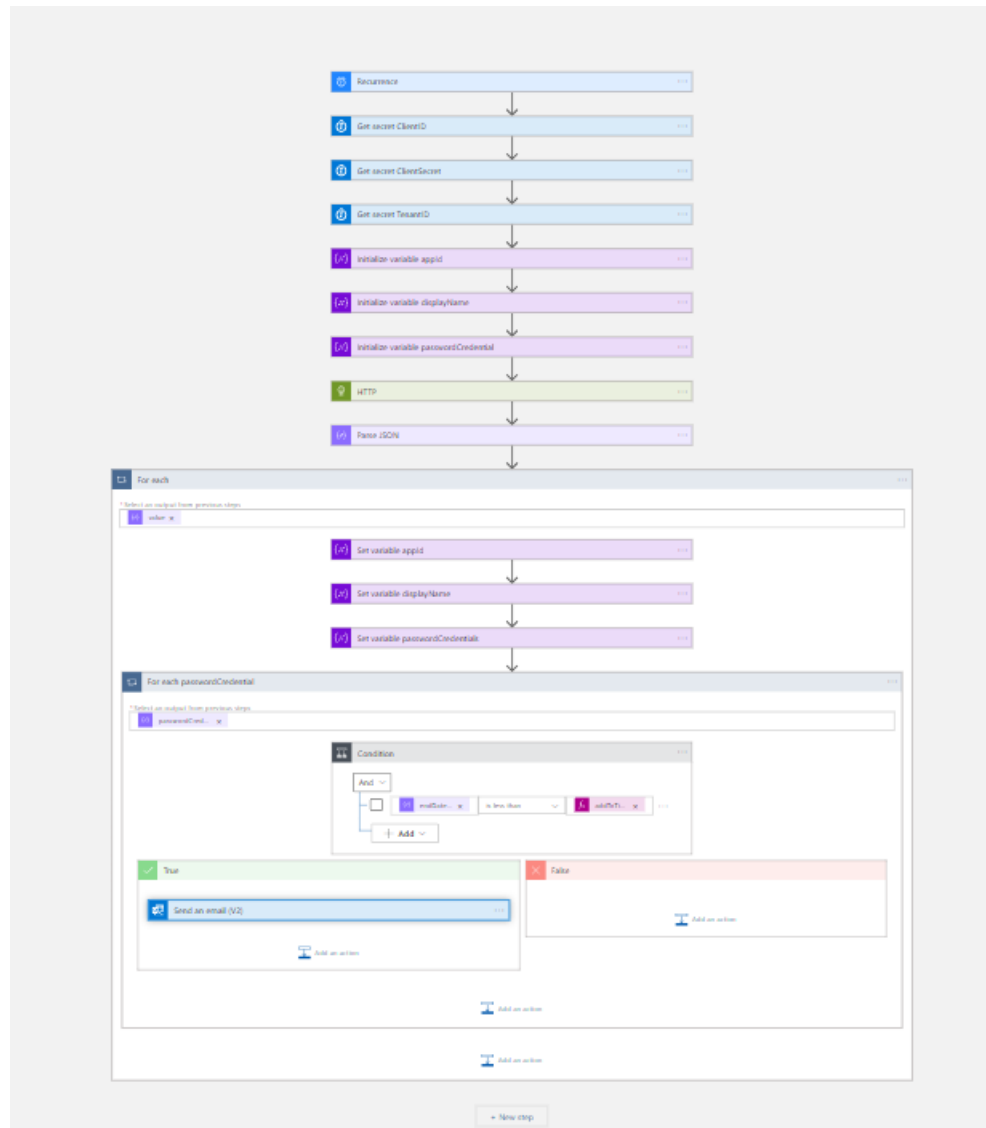 Recurrence
Get secret ClientID
Get secret ClientSecret
Get secret TenantID
Initialize variable appid
Initialize variable displayName
Initialize variable passwordCredential
HTTP
Parse JSON
For each
* Select an output from previous steps
value x
Set variable appid
Set variable displayName
Set variable passwordCredentials
For each passwordCredential
* Select an output from previous steps
passwordCred... x
Condition
And
endDate... x is less than addToTi... x
Add
True
False
Send an email (V2)
Add an action
Add an action
Add an action
Add an action
+ New step